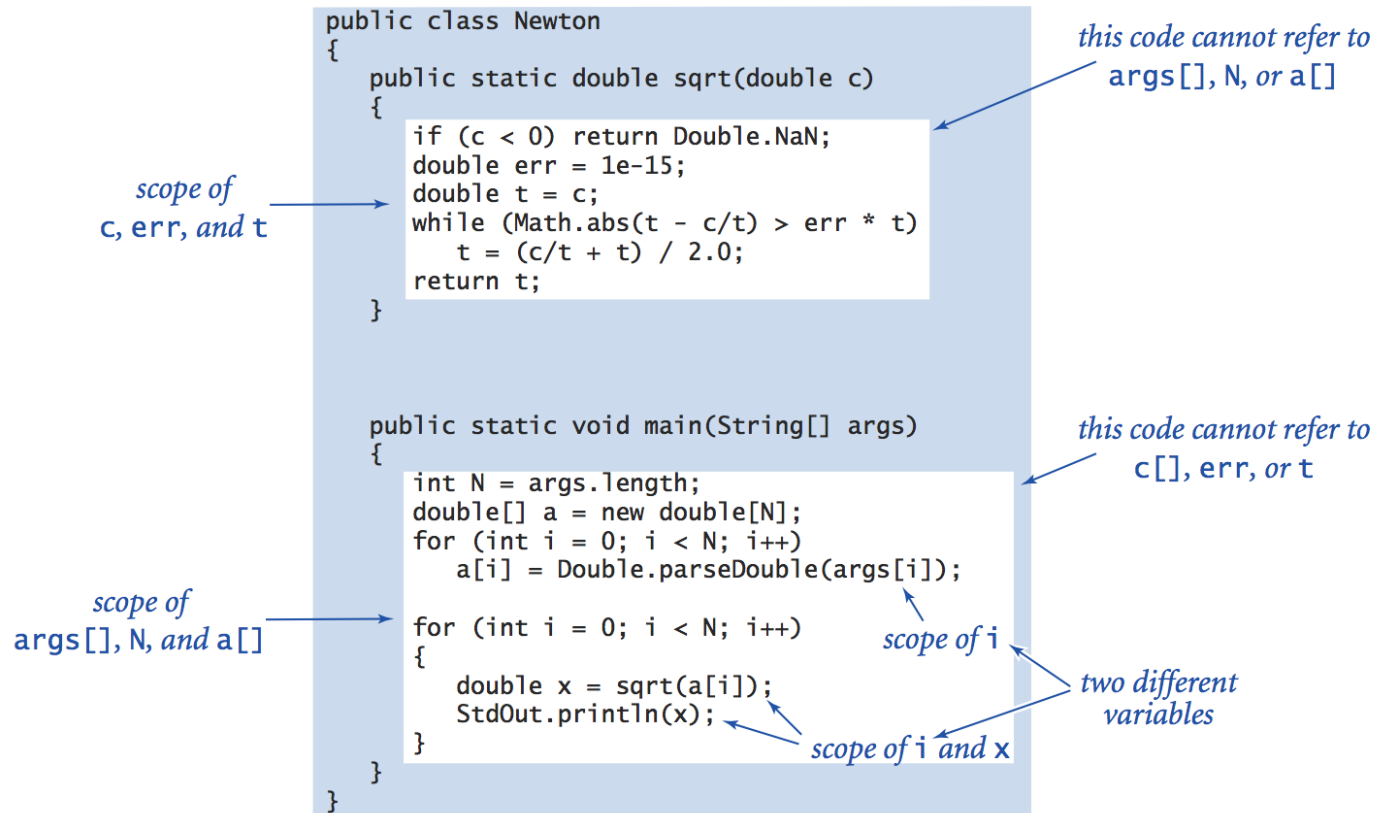 public class Newton
{
public static double sqrt(double c)
{
if (c < 0) return Double.NaN;
double err = 1e-15;
double t = c;
while (Math.abs(t - c/t) > err * t)
t = (c/t + t) / 2.0;
return t;
}
this code cannot refer to
args[], N, or a[]
scope of
c, err, and t
public static void main(String[] args)
{
int N = args.length;
double[] a = new double[N];
for (int i = 0; i < N; i++)
a[i] = Double.parseDouble(args[i]);
for (int i = 0; i < N; i++)
{
double x = sqrt(a[i]);
StdOut.println(x);
}
}
}
this code cannot refer to
c[], err, or t
scope of
args[], N, and a[]
scope of i
two different
variables
scope of i and x